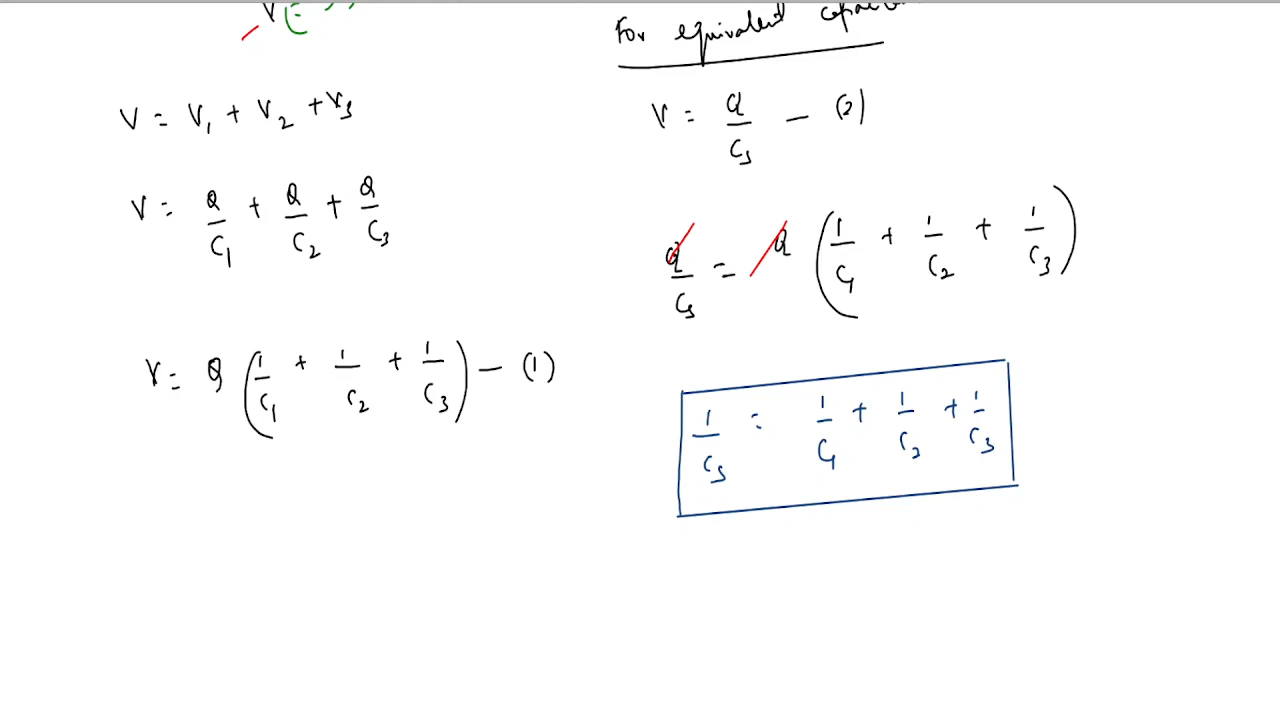 For equivalent
V = V₁ + V₂ + V₃
V = Q/C₁ + Q/C₂ + Q/C₃
V = Q (1/C₁ + 1/C₂ + 1/C₃) — (1)
V = Q/Cs — (2)
Q/Cs = Q (1/C₁ + 1/C₂ + 1/C₃)
1/Cs = 1/C₁ + 1/C₂ + 1/C₃